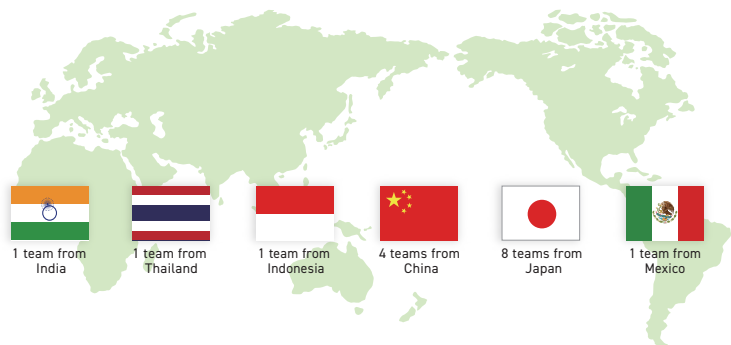 1 team from
India
1 team from
Thailand
1 team from
Indonesia
4 teams from
China
8 teams from
Japan
1 team from
Mexico